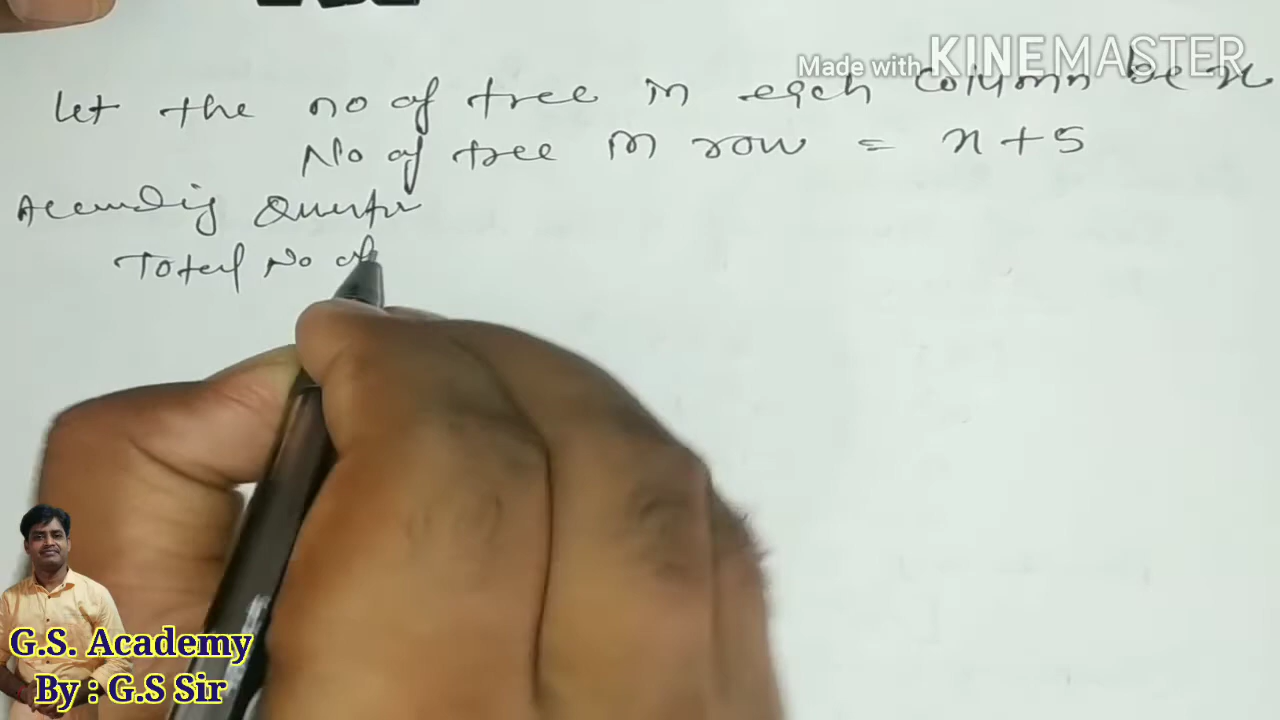 Made with KINEMASTER
Let the no of tree in each column be x
No of tree in row = x + 5
According Question
Total No of
G.S. Academy
By : G.S Sir